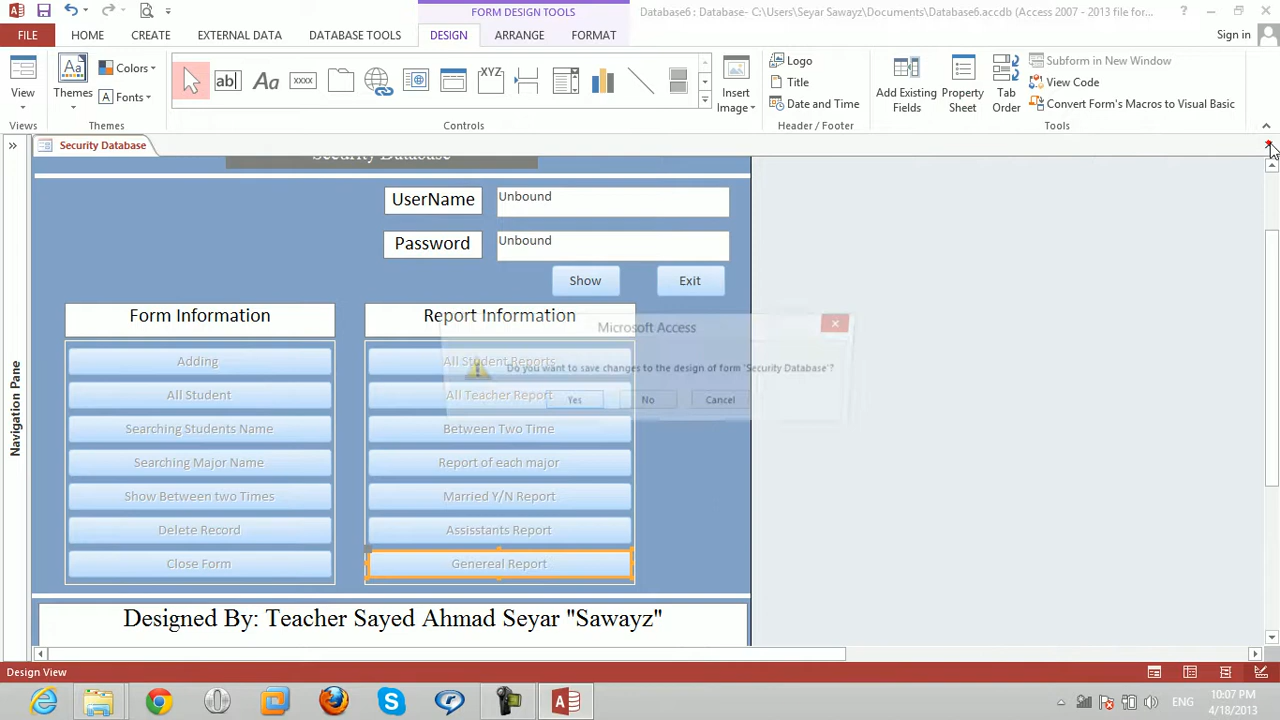 FORM DESIGN TOOLS
Database6 : Database- C:\Users\Seyar Sawayz\Documents\Database6.accdb (Access 2007 - 2013 file for...
FILE HOME CREATE EXTERNAL DATA DATABASE TOOLS DESIGN ARRANGE FORMAT Sign in
View
Themes
Colors
Fonts
ab|
Aa
xxxx
XYZ
Insert Image
Logo
Title
Date and Time
Add Existing Fields
Property Sheet
Tab Order
Subform in New Window
View Code
Convert Form's Macros to Visual Basic
Views Themes Controls Header / Footer Tools
Security Database
Navigation Pane
Security Database
UserName Unbound
Password Unbound
Show Exit
Form Information Report Information
Adding All Student Reports
All Student All Teacher Report
Searching Students Name Between Two Time
Searching Major Name Report of each major
Show Between two Times Married Y/N Report
Delete Record Assisstants Report
Close Form Genereal Report
Microsoft Access
Do you want to save changes to the design of form 'Security Database'?
Yes No Cancel
Designed By: Teacher Sayed Ahmad Seyar "Sawayz"
Design View
ENG
10:07 PM
4/18/2013